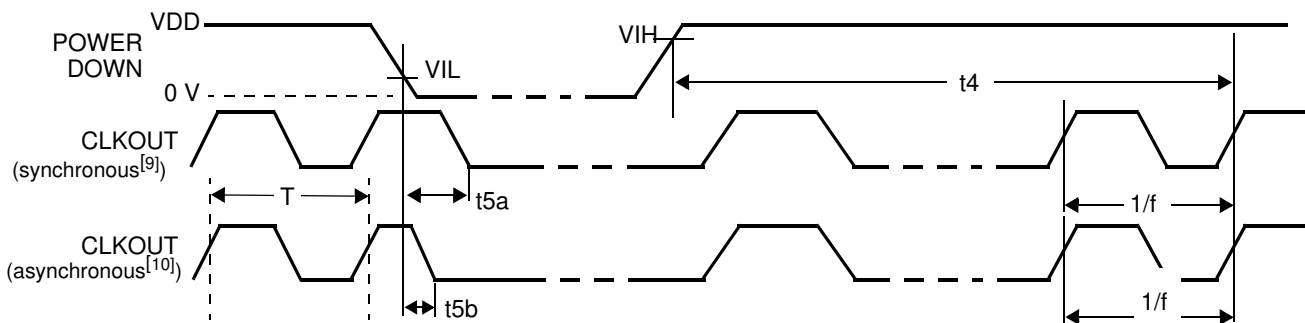 VDD
POWER
DOWN
VIL
VIH
0 V
t4
CLKOUT
(synchronous[9])
T
t5a
1/f
CLKOUT
(asynchronous[10])
t5b
1/f